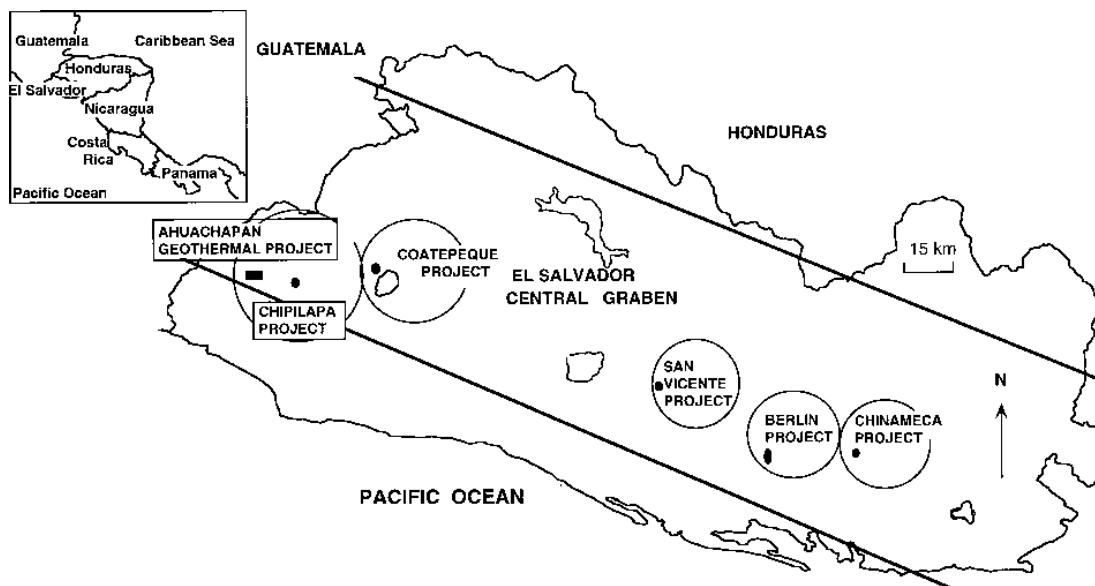 Guatemala
Caribbean Sea
Honduras
El Salvador
Nicaragua
Costa
Rica
Panama
Pacific Ocean
GUATEMALA
HONDURAS
AHUACHAPAN
GEOTHERMAL PROJECT
CHIPILAPA
PROJECT
COATEPEQUE
PROJECT
EL SALVADOR
CENTRAL GRABEN
15 km
SAN
VICENTE
PROJECT
BERLIN
PROJECT
CHINAMECA
PROJECT
N
PACIFIC OCEAN